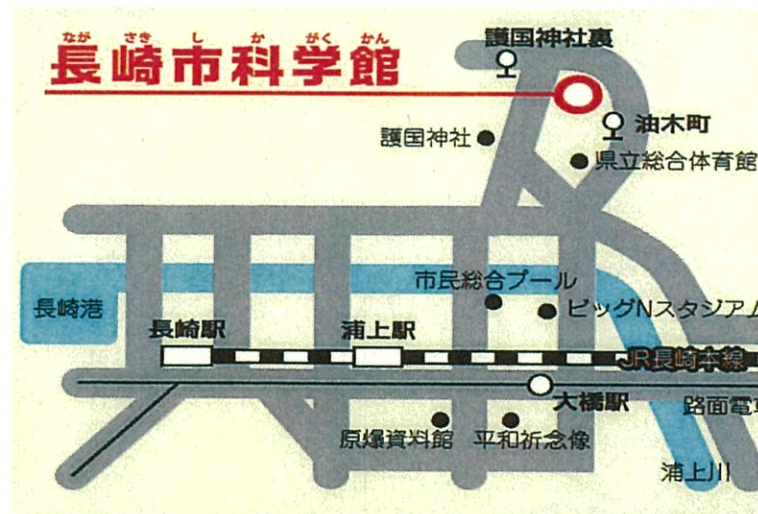 ながさきしかがくかん
長崎市科学館
護国神社裏
油木町
護国神社
県立総合体育館
市民総合プール
長崎港
ビッグNスタジアム
長崎駅
浦上駅
JR長崎本線
大橋駅
路面電車
原爆資料館
平和祈念像
浦上川